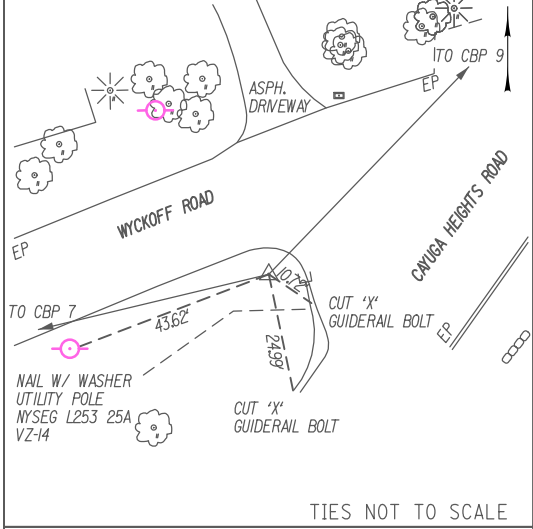 TO CBP 9
EP
ASPH.
DRIVEWAY
WYCKOFF ROAD
CAYUGA HEIGHTS ROAD
EP
10.72'
TO CBP 7
43.62'
CUT 'X'
GUIDERAIL BOLT
24.99'
EP
NAIL W/ WASHER
UTILITY POLE
NYSEG L253 25A
VZ-14
CUT 'X'
GUIDERAIL BOLT
TIES NOT TO SCALE